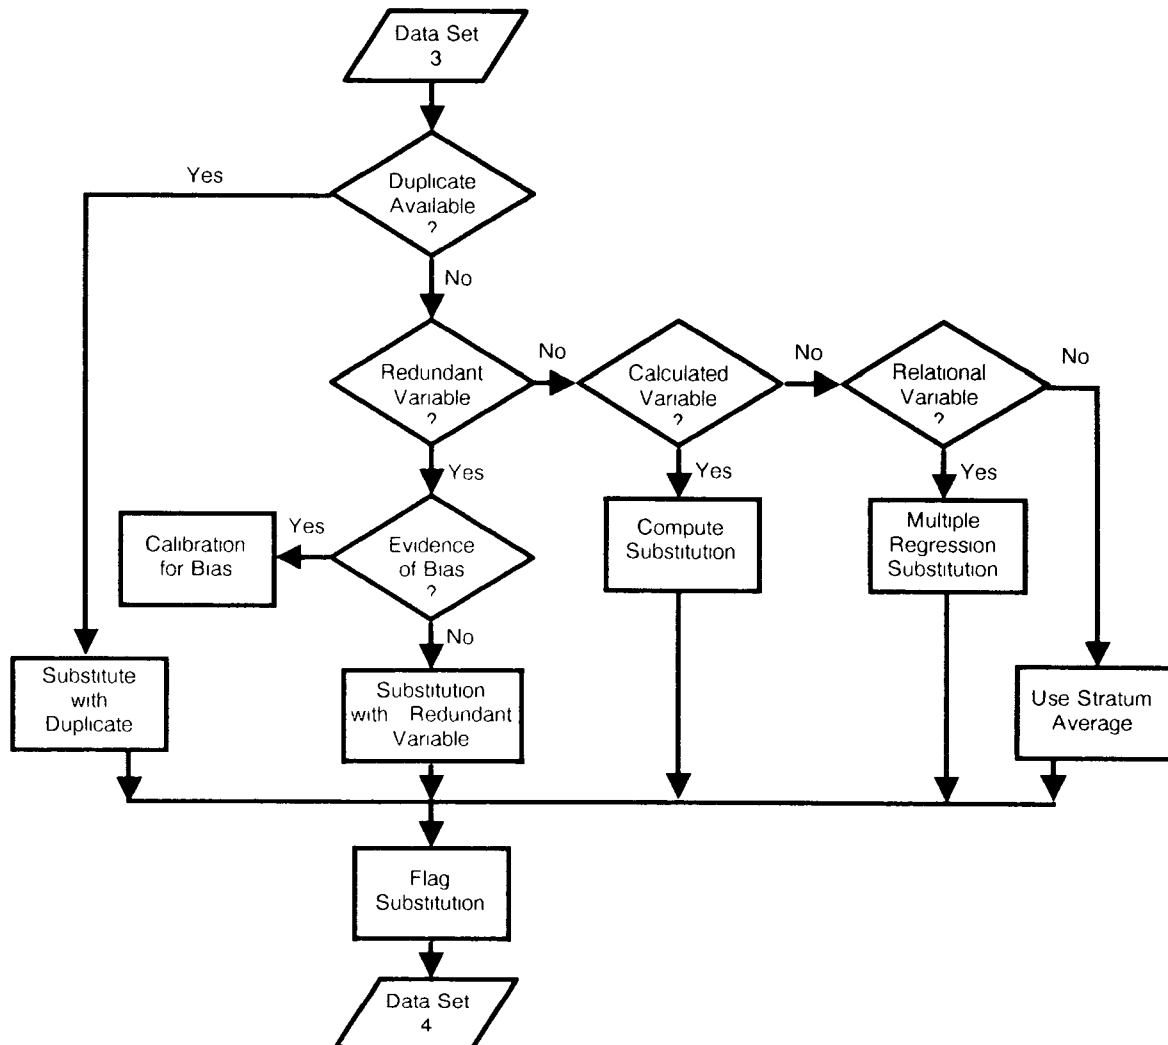 Data Set
3
Yes
Duplicate
Available
?
No
Redundant
Variable
?
No
Calculated
Variable
?
No
Relational
Variable
?
No
Yes
Yes
Yes
Calibration
for Bias
Yes
Evidence
of Bias
?
Compute
Substitution
Multiple
Regression
Substitution
No
Substitute
with
Duplicate
Substitution
with Redundant
Variable
Use Stratum
Average
Flag
Substitution
Data Set
4